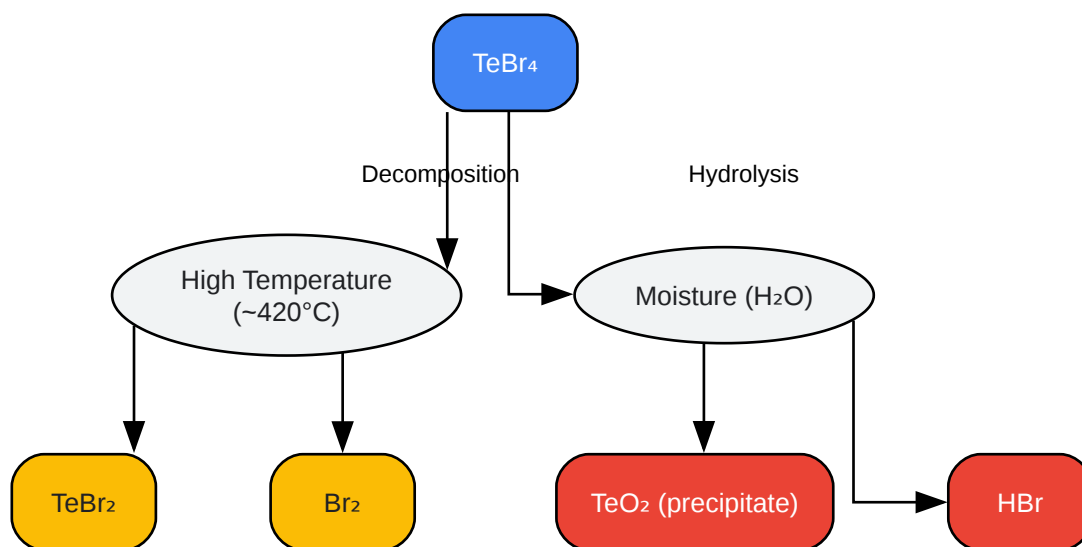 TeBr₄
Decomposition
Hydrolysis
High Temperature
(~420°C)
Moisture (H₂O)
TeBr₂
Br₂
TeO₂ (precipitate)
HBr